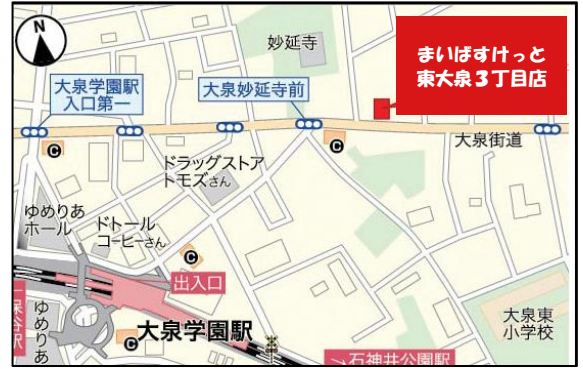 N
妙延寺
まいばすけっと
東大泉3丁目店
大泉学園駅
入口第一
大泉妙延寺前
大泉街道
C
C
ドラッグストア
トモズさん
ゆめりあ
ホール
ドトール
コーヒーさん
C
出入口
保谷駅
ゆめりあ
C
大泉学園駅
大泉東
小学校
→石神井公園駅